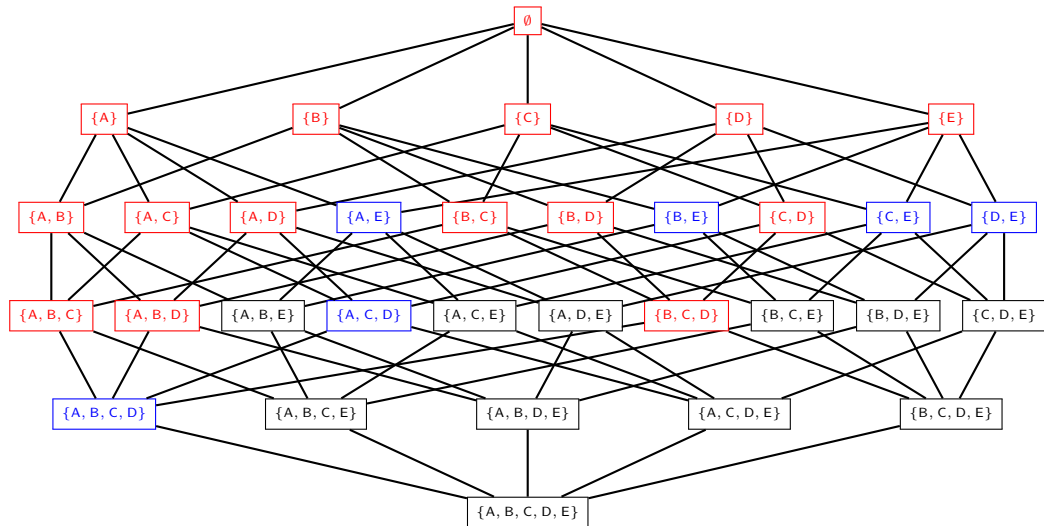 ∅
{A} {B} {C} {D} {E}
{A, B} {A, C} {A, D} {A, E} {B, C} {B, D} {B, E} {C, D} {C, E} {D, E}
{A, B, C} {A, B, D} {A, B, E} {A, C, D} {A, C, E} {A, D, E} {B, C, D} {B, C, E} {B, D, E} {C, D, E}
{A, B, C, D} {A, B, C, E} {A, B, D, E} {A, C, D, E} {B, C, D, E}
{A, B, C, D, E}